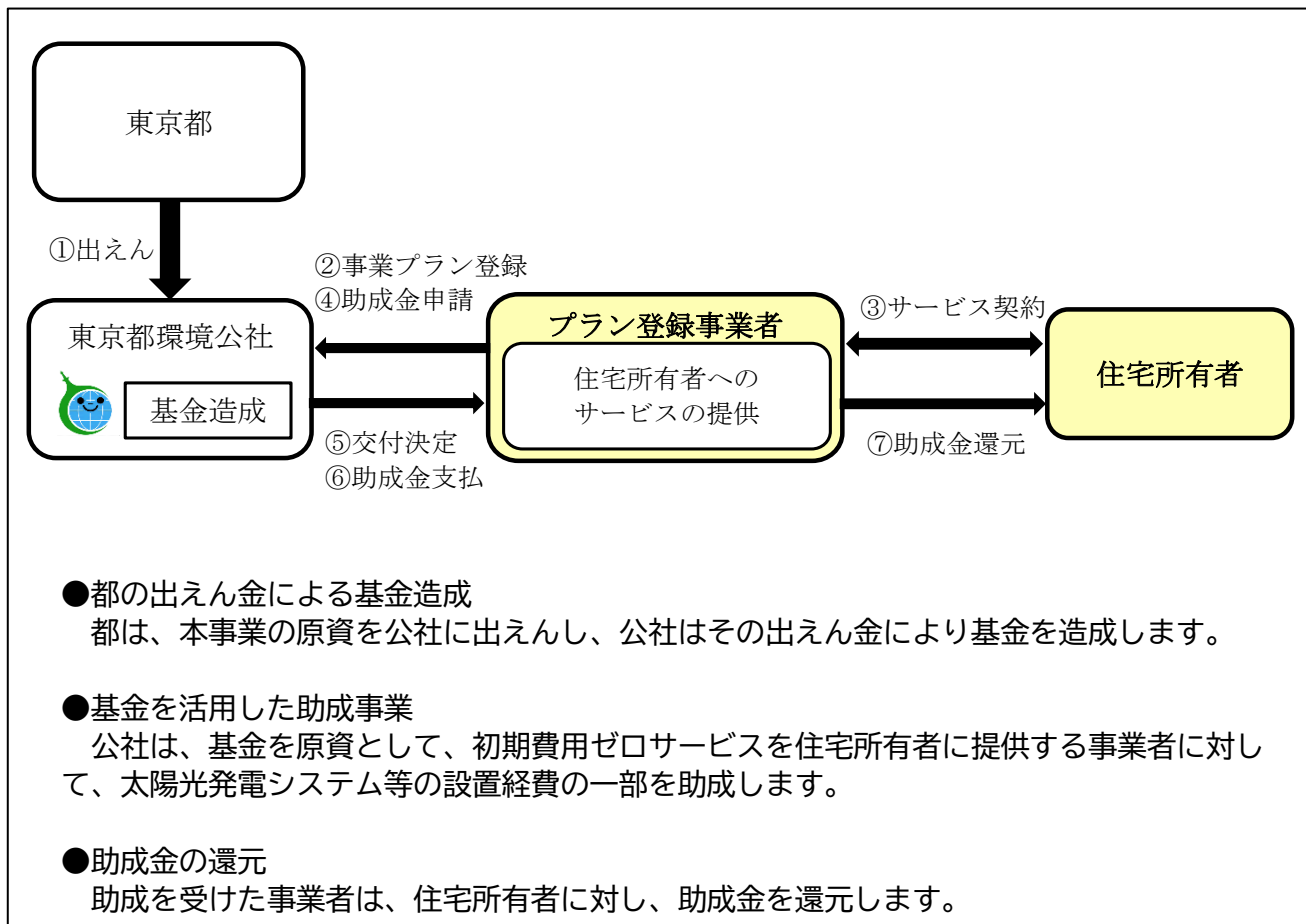 東京都
①出えん
②事業プラン登録
④助成金申請
東京都環境公社
基金造成
⑤交付決定
⑥助成金支払
プラン登録事業者
住宅所有者への
サービスの提供
③サービス契約
住宅所有者
⑦助成金還元
●都の出えん金による基金造成
都は、本事業の原資を公社に出えんし、公社はその出えん金により基金を造成します。
●基金を活用した助成事業
公社は、基金を原資として、初期費用ゼロサービスを住宅所有者に提供する事業者に対し
て、太陽光発電システム等の設置経費の一部を助成します。
●助成金の還元
助成を受けた事業者は、住宅所有者に対し、助成金を還元します。